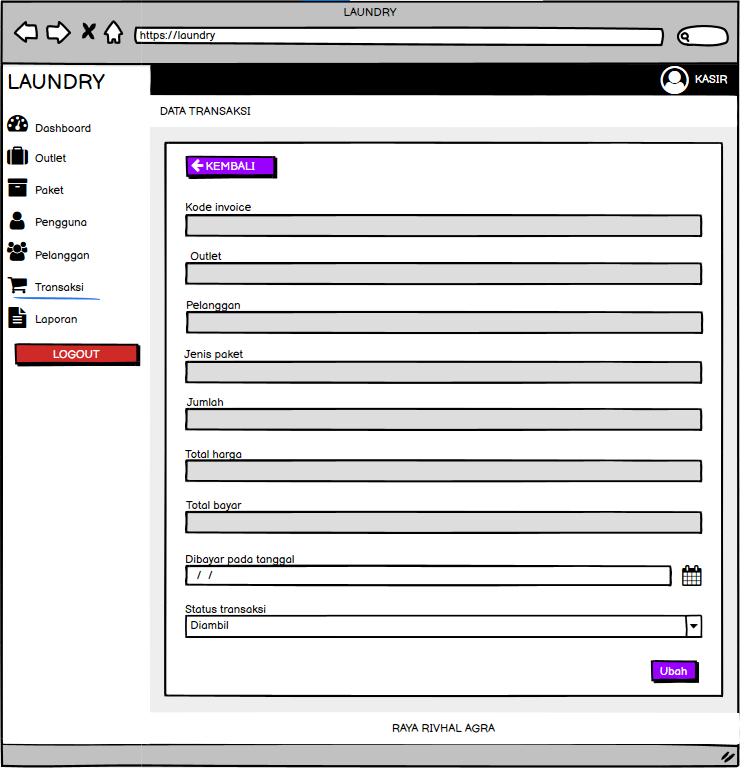 LAUNDRY
https://laundry
LAUNDRY
KASIR
DATA TRANSAKSI
Dashboard
Outlet
Paket
Pengguna
Pelanggan
Transaksi
Laporan
LOGOUT
KEMBALI
Kode invoice
Outlet
Pelanggan
Jenis paket
Jumlah
Total harga
Total bayar
Dibayar pada tanggal
/ /
Status transaksi
Diambil
Ubah
RAYA RIVHAL AGRA